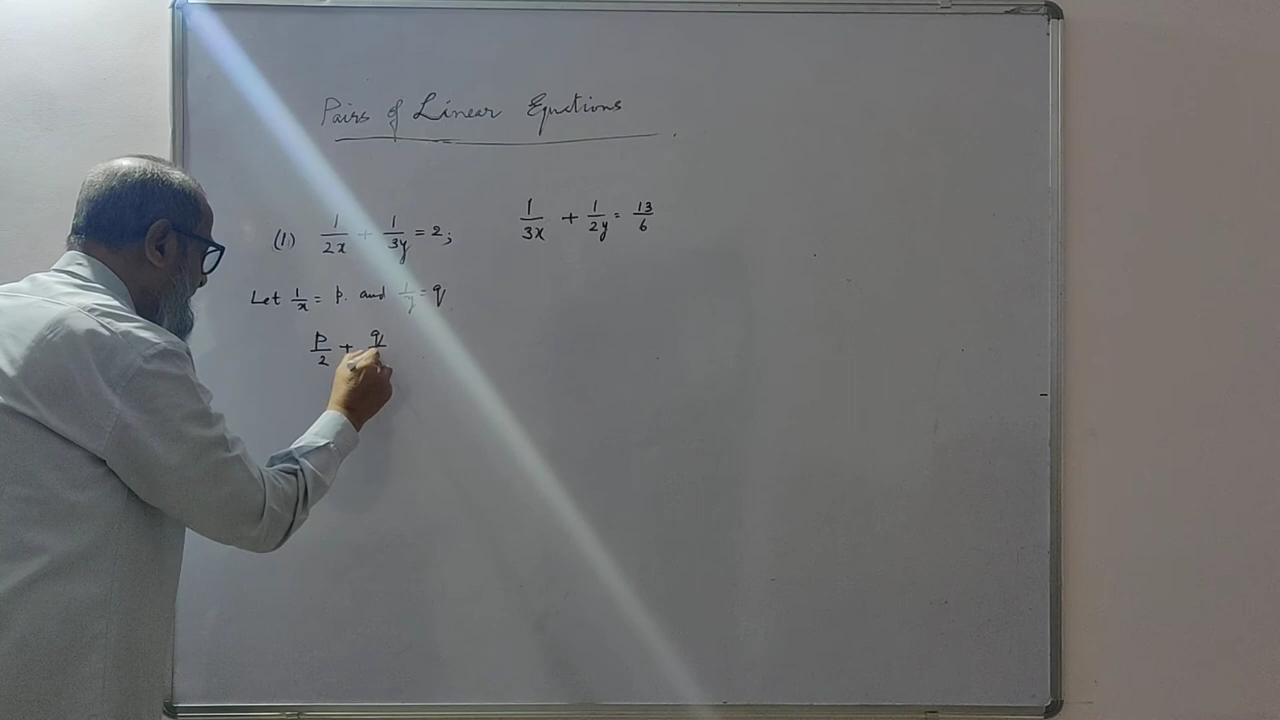 Pairs of Linear Equations
(1) 1/2x + 1/3y = 2; 1/3x + 1/2y = 13/6
Let 1/x = p. and 1/y = q
p/2 + q/